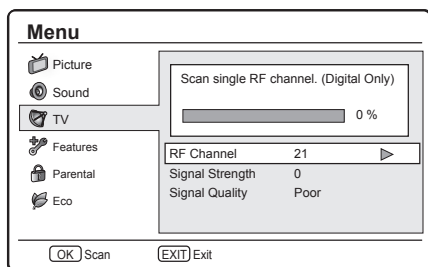 Menu
Picture
Sound
TV
Features
Parental
Eco
Scan single RF channel. (Digital Only)
0 %
RF Channel 21
Signal Strength 0
Signal Quality Poor
OK Scan EXIT Exit